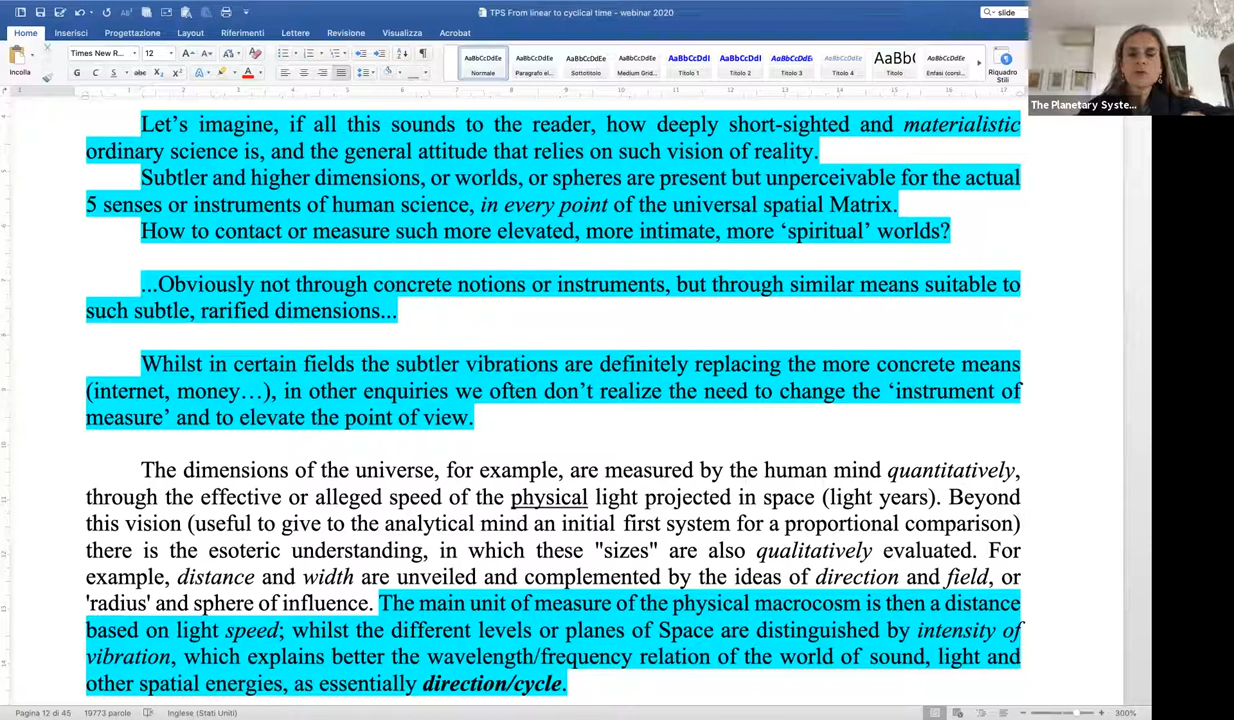 TPS From linear to cyclical time - webinar 2020
slide
Home Inserisci Progettazione Layout Riferimenti Lettere Revisione Visualizza Acrobat
Incolla
Times New R... 12
G C S abc X₂ X² A A
AaBbCcDdEe AaBbCcDdEe AaBbCcDdEe AaBbCcDdEe AaBbCcDdI AaBbCcDdI AaBbCcDdEe AaBbCcDdEe AaBbC AaBbCcDdEe
Normale Paragrafo el... Sottotitolo Medium Grid... Titolo 1 Titolo 2 Titolo 3 Titolo 4 Titolo Enfasi (corsi...
Riquadro
Stili
The Planetary Syste...
Let’s imagine, if all this sounds to the reader, how deeply short-sighted and materialistic
ordinary science is, and the general attitude that relies on such vision of reality.
Subtler and higher dimensions, or worlds, or spheres are present but unperceivable for the actual
5 senses or instruments of human science, in every point of the universal spatial Matrix.
How to contact or measure such more elevated, more intimate, more ‘spiritual’ worlds?
...Obviously not through concrete notions or instruments, but through similar means suitable to
such subtle, rarified dimensions...
Whilst in certain fields the subtler vibrations are definitely replacing the more concrete means
(internet, money…), in other enquiries we often don’t realize the need to change the ‘instrument of
measure’ and to elevate the point of view.
The dimensions of the universe, for example, are measured by the human mind quantitatively,
through the effective or alleged speed of the physical light projected in space (light years). Beyond
this vision (useful to give to the analytical mind an initial first system for a proportional comparison)
there is the esoteric understanding, in which these "sizes" are also qualitatively evaluated. For
example, distance and width are unveiled and complemented by the ideas of direction and field, or
'radius' and sphere of influence. The main unit of measure of the physical macrocosm is then a distance
based on light speed; whilst the different levels or planes of Space are distinguished by intensity of
vibration, which explains better the wavelength/frequency relation of the world of sound, light and
other spatial energies, as essentially direction/cycle.
Pagina 12 di 45 19773 parole Inglese (Stati Uniti) 300%